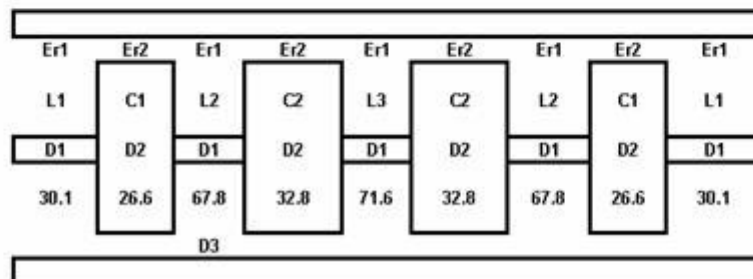 Er1 Er2 Er1 Er2 Er1 Er2 Er1 Er2 Er1
L1 C1 L2 C2 L3 C2 L2 C1 L1
D1 D2 D1 D2 D1 D2 D1 D2 D1
30.1 26.6 67.8 32.8 71.6 32.8 67.8 26.6 30.1
D3